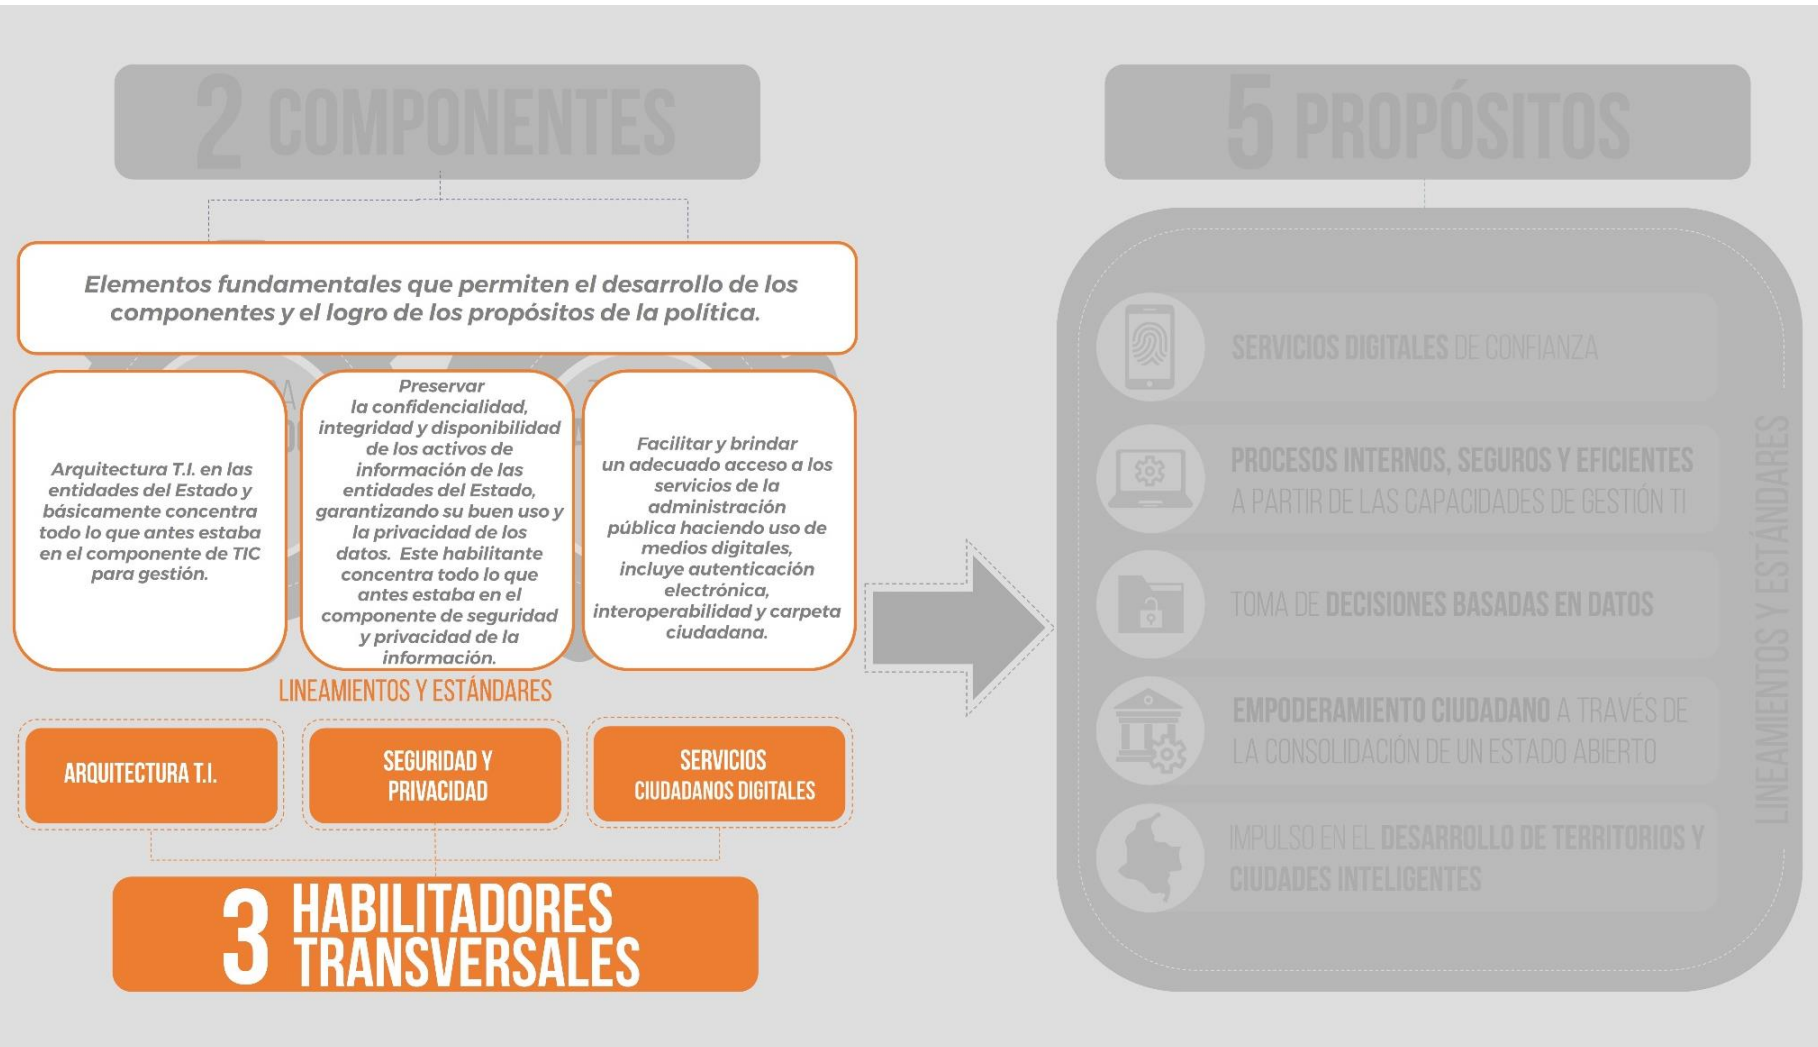 2 COMPONENTES
Elementos fundamentales que permiten el desarrollo de los
componentes y el logro de los propósitos de la política.
Arquitectura T.I. en las
entidades del Estado y
básicamente concentra
todo lo que antes estaba
en el componente de TIC
para gestión.
Preservar
la confidencialidad,
integridad y disponibilidad
de los activos de
información de las
entidades del Estado,
garantizando su buen uso y
la privacidad de los
datos. Este habilitante
concentra todo lo que
antes estaba en el
componente de seguridad
y privacidad de la
información.
Facilitar y brindar
un adecuado acceso a los
servicios de la
administración
pública haciendo uso de
medios digitales,
incluye autenticación
electrónica,
interoperabilidad y carpeta
ciudadana.
LINEAMIENTOS Y ESTÁNDARES
ARQUITECTURA T.I.
SEGURIDAD Y
PRIVACIDAD
SERVICIOS
CIUDADANOS DIGITALES
3 HABILITADORES
TRANSVERSALES
5 PROPÓSITOS
SERVICIOS DIGITALES DE CONFIANZA
PROCESOS INTERNOS, SEGUROS Y EFICIENTES
A PARTIR DE LAS CAPACIDADES DE GESTIÓN TI
TOMA DE DECISIONES BASADAS EN DATOS
EMPODERAMIENTO CIUDADANO A TRAVÉS DE
LA CONSOLIDACIÓN DE UN ESTADO ABIERTO
IMPULSO EN EL DESARROLLO DE TERRITORIOS Y
CIUDADES INTELIGENTES
LINEAMIENTOS Y ESTÁNDARES